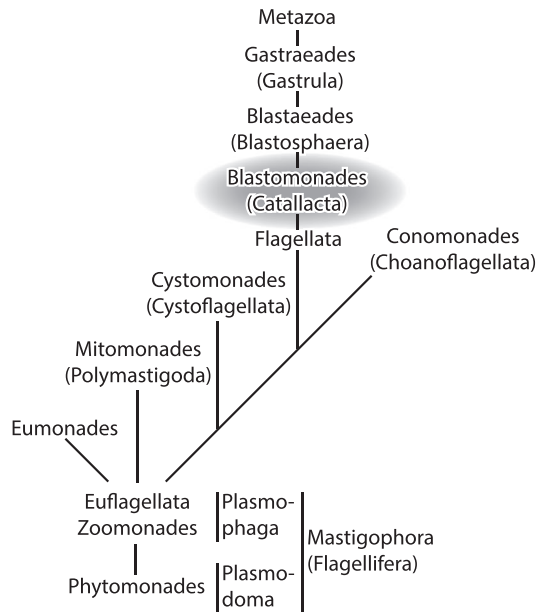 Metazoa
Gastraeades
(Gastrula)
Blastaeades
(Blastosphaera)
Blastomonades
(Catallacta)
Flagellata
Conomonades
(Choanoflagellata)
Cystomonades
(Cystoflagellata)
Mitomonades
(Polymastigoda)
Eumonades
Euflagellata
Zoomonades
Plasmo-
phaga
Mastigophora
(Flagellifera)
Phytomonades
Plasmo-
doma